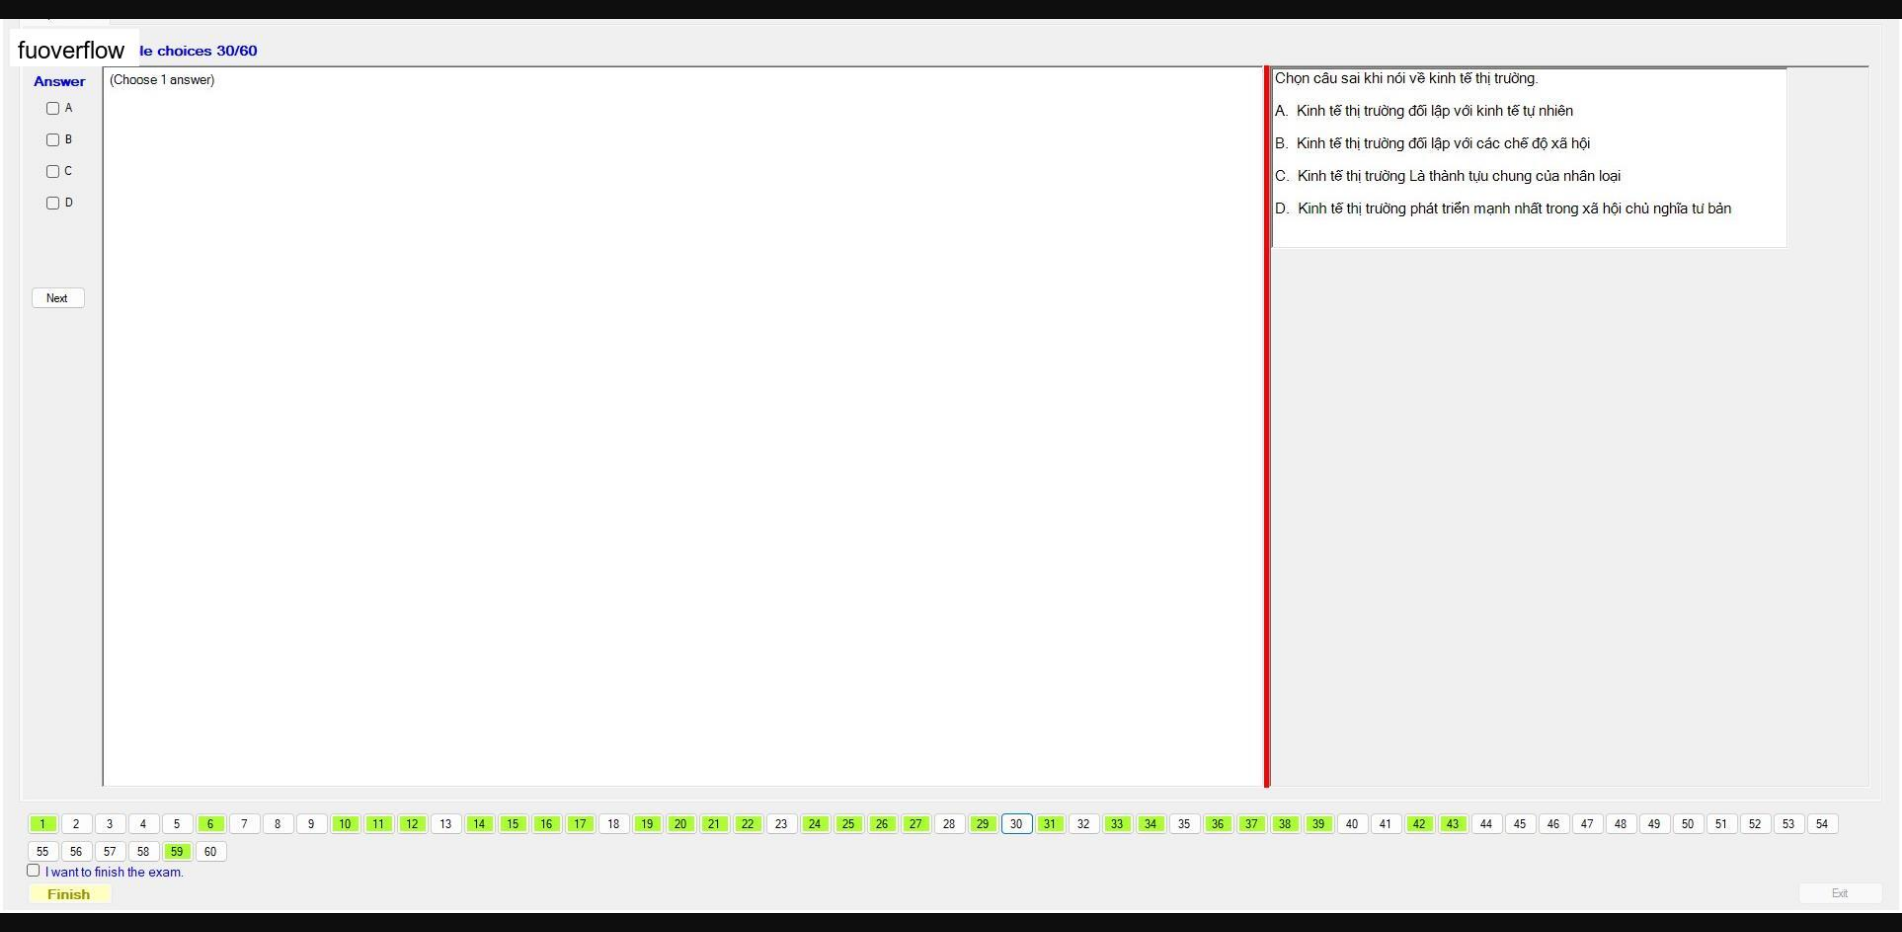 fuoverflow
le choices 30/60
Answer
(Choose 1 answer)
A
B
C
D
Next
Chọn câu sai khi nói về kinh tế thị trường.
A. Kinh tế thị trường đối lập với kinh tế tự nhiên
B. Kinh tế thị trường đối lập với các chế độ xã hội
C. Kinh tế thị trường Là thành tựu chung của nhân loại
D. Kinh tế thị trường phát triển mạnh nhất trong xã hội chủ nghĩa tư bản
1 2 3 4 5 6 7 8 9 10 11 12 13 14 15 16 17 18 19 20 21 22 23 24 25 26 27 28 29 30 31 32 33 34 35 36 37 38 39 40 41 42 43 44 45 46 47 48 49 50 51 52 53 54
55 56 57 58 59 60
I want to finish the exam.
Finish
Exit